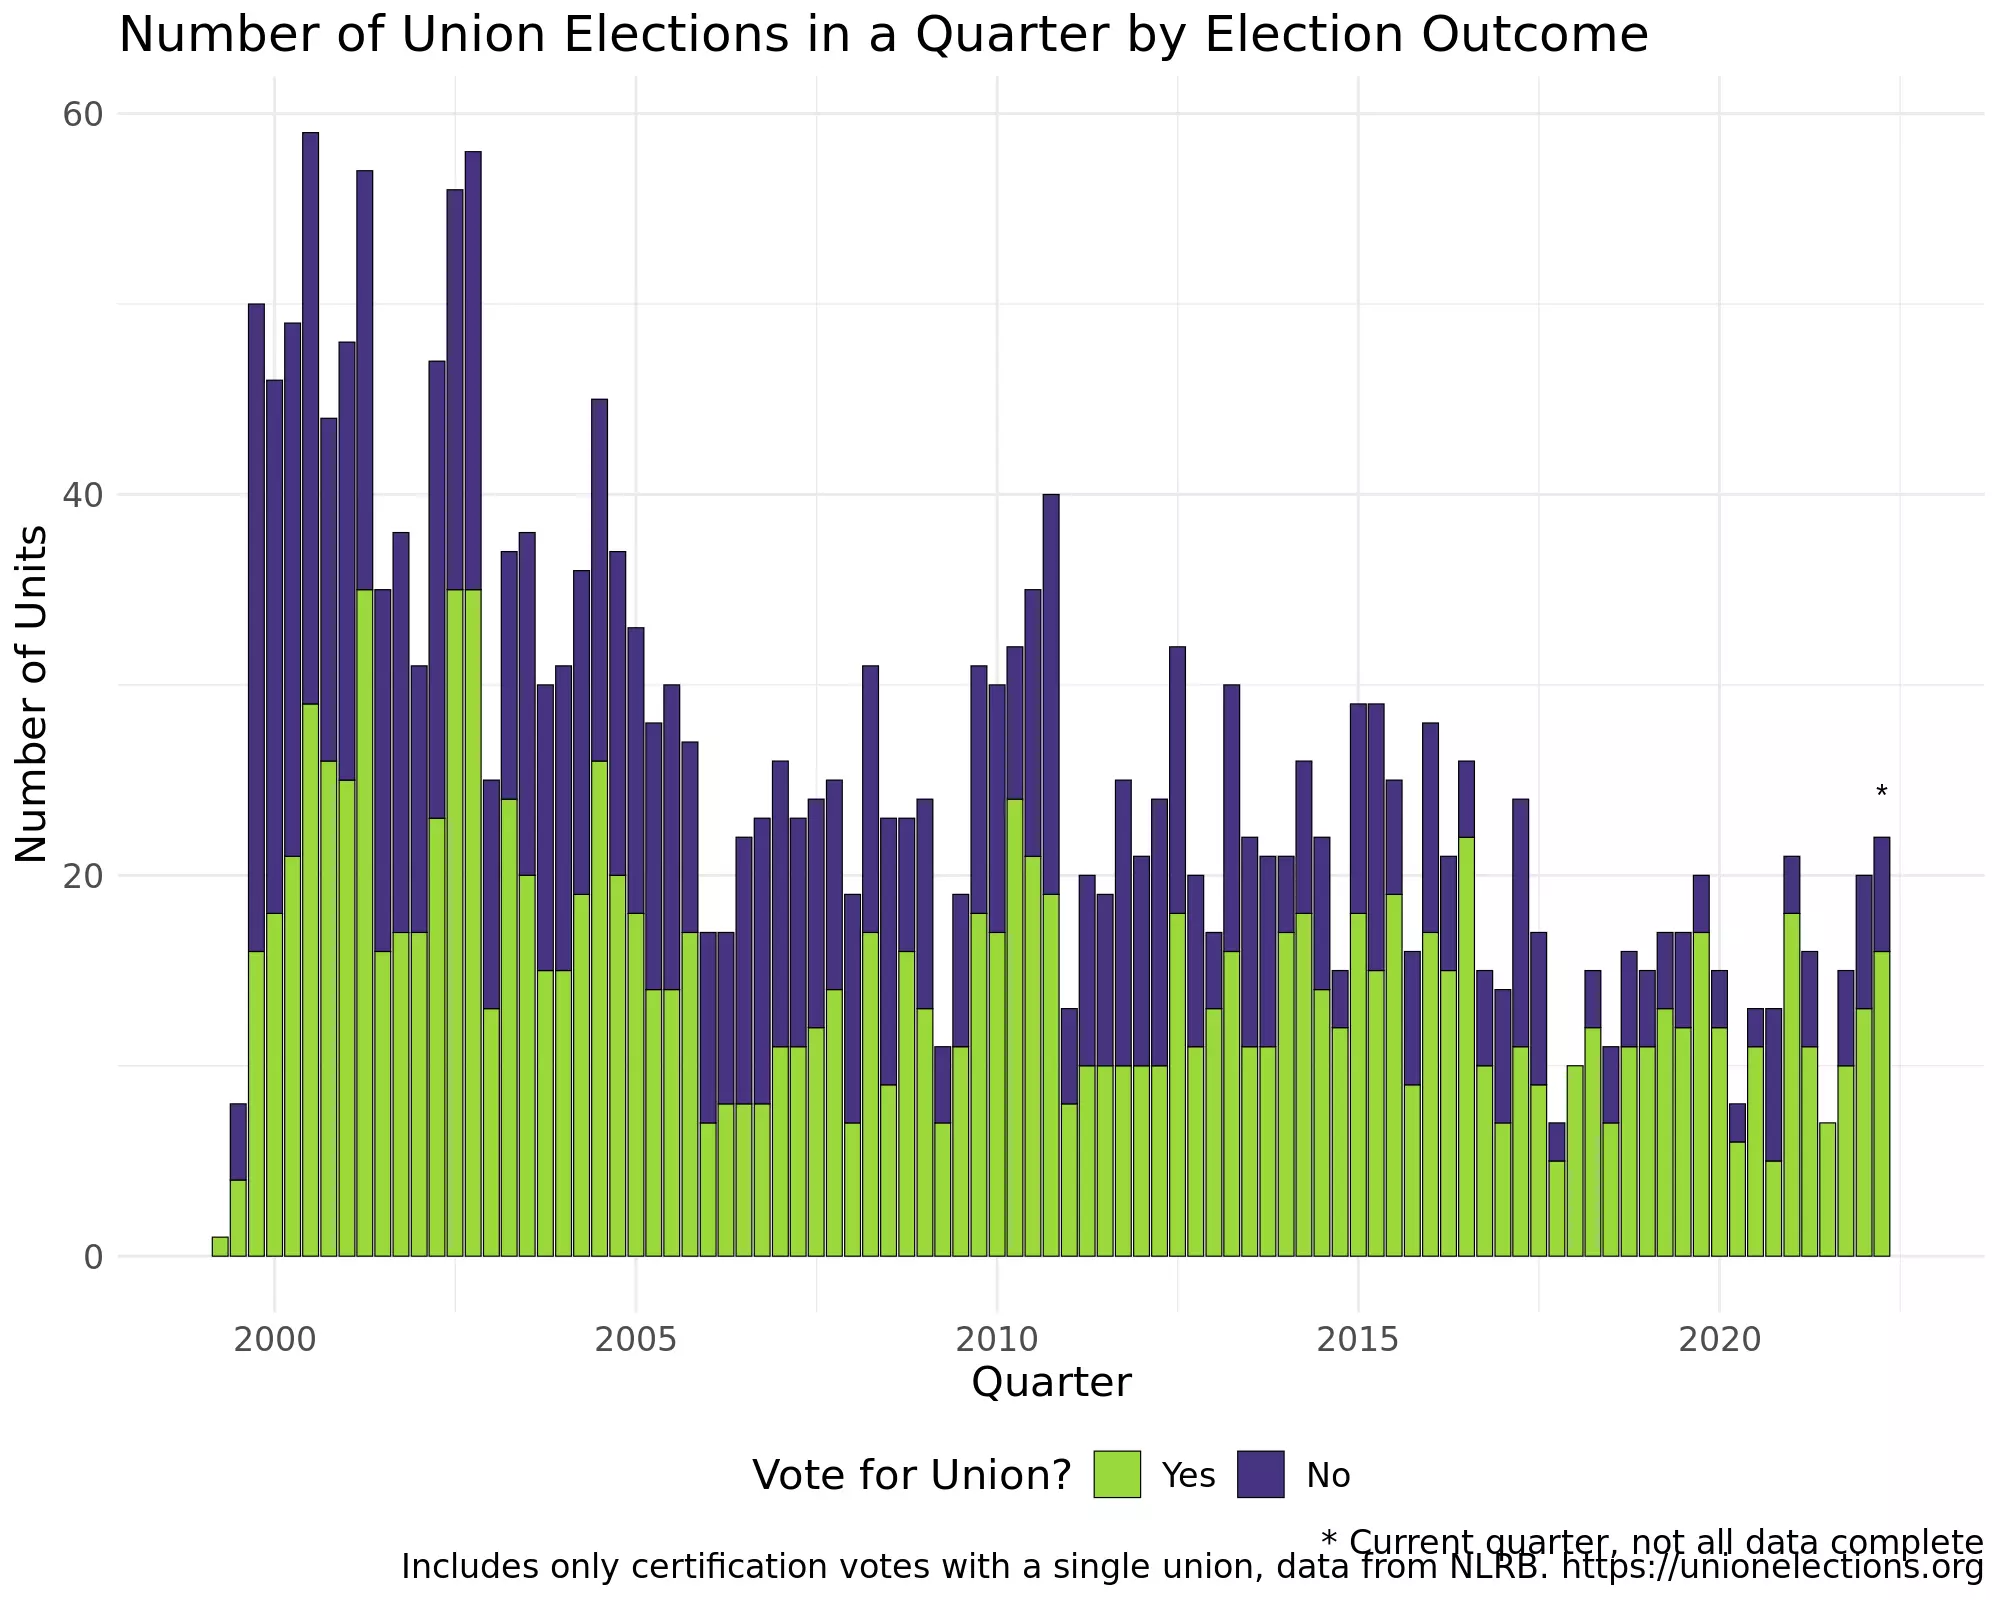 Number of Union Elections in a Quarter by Election Outcome
60
40
20
0
Number of Units
2000 2005 2010 2015 2020
*
Quarter
Vote for Union? Yes No
* Current quarter, not all data complete
Includes only certification votes with a single union, data from NLRB. https://unionelections.org